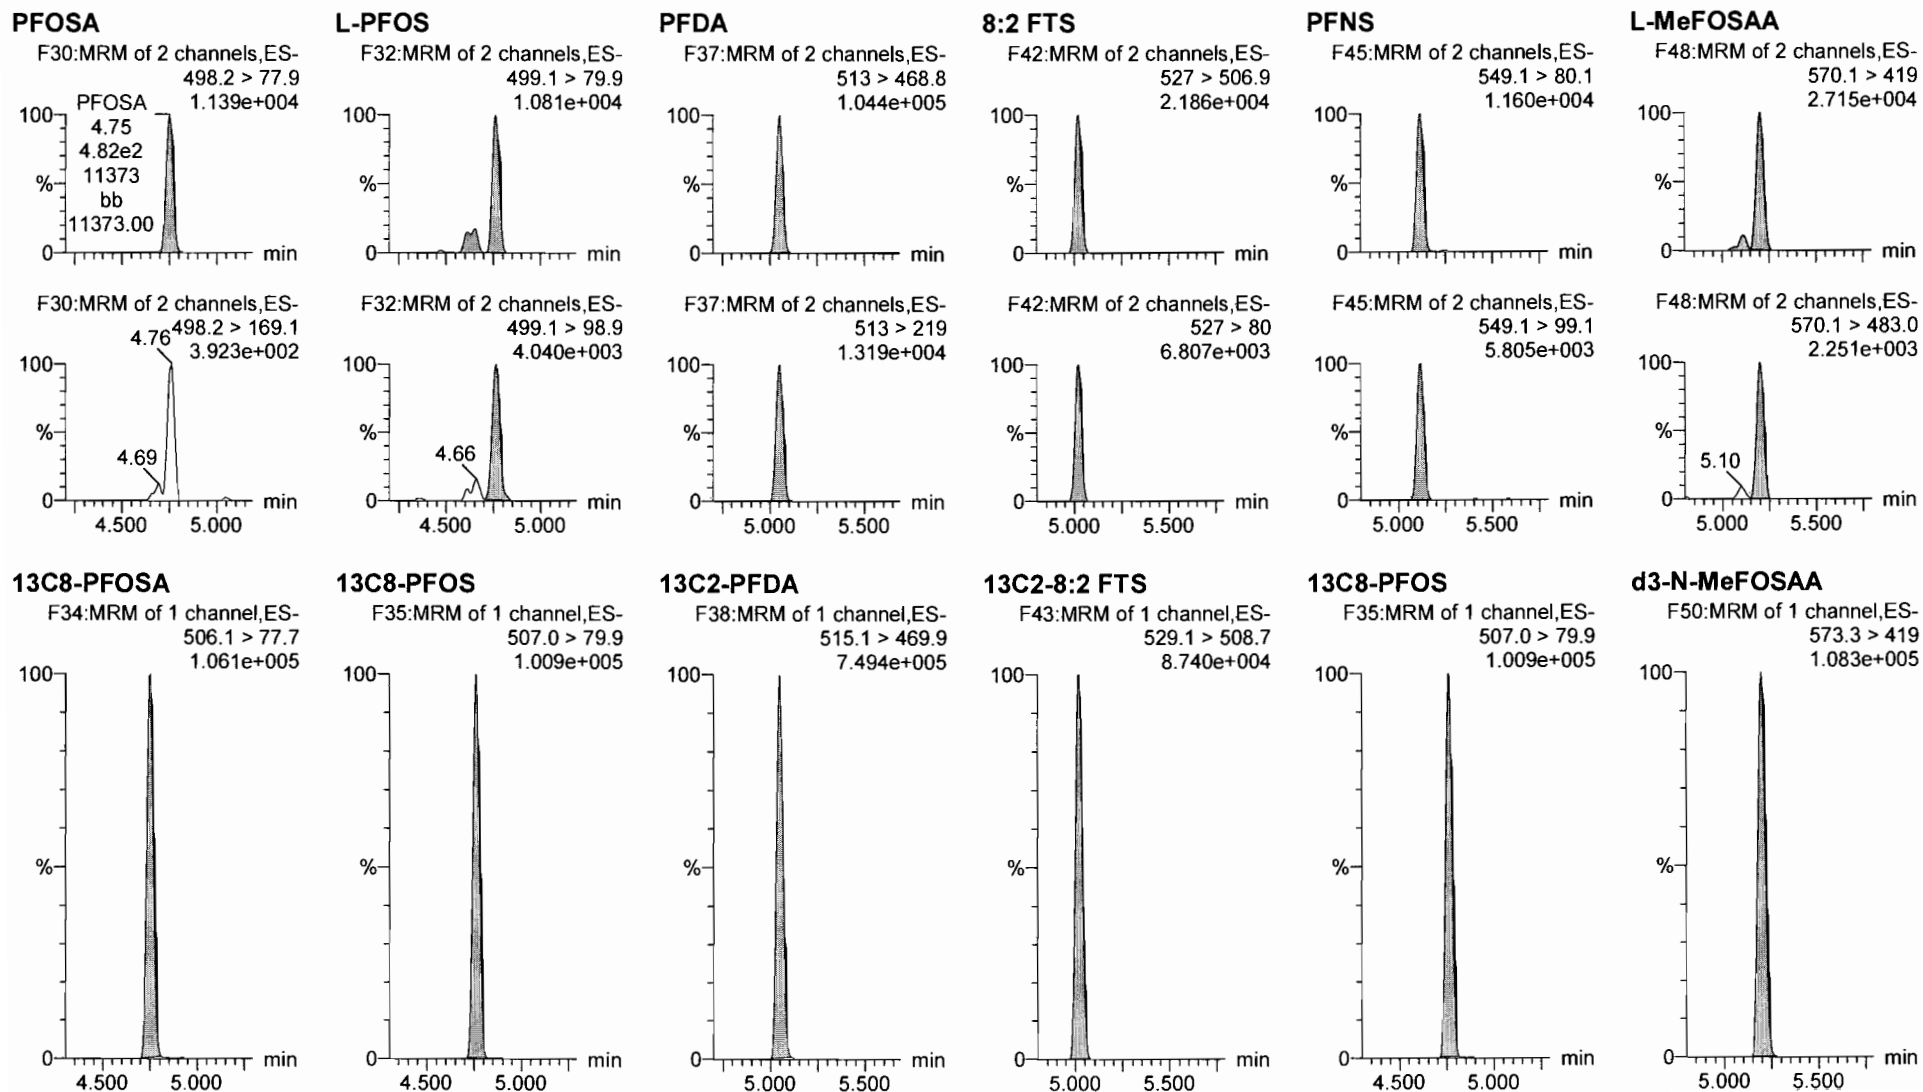 PFOSA
F30:MRM of 2 channels,ES-
498.2 > 77.9
1.139e+004
PFOSA
4.75
4.82e2
11373
bb
11373.00
100
%
0
min
L-PFOS
F32:MRM of 2 channels,ES-
499.1 > 79.9
1.081e+004
100
%
0
min
PFDA
F37:MRM of 2 channels,ES-
513 > 468.8
1.044e+005
100
%
0
min
8:2 FTS
F42:MRM of 2 channels,ES-
527 > 506.9
2.186e+004
100
%
0
min
PFNS
F45:MRM of 2 channels,ES-
549.1 > 80.1
1.160e+004
100
%
0
min
L-MeFOSAA
F48:MRM of 2 channels,ES-
570.1 > 419
2.715e+004
100
%
0
min
F30:MRM of 2 channels,ES-
498.2 > 169.1
3.923e+002
4.76
4.69
100
%
0
min
4.500 5.000
F32:MRM of 2 channels,ES-
499.1 > 98.9
4.040e+003
4.66
100
%
0
min
4.500 5.000
F37:MRM of 2 channels,ES-
513 > 219
1.319e+004
100
%
0
min
5.000 5.500
F42:MRM of 2 channels,ES-
527 > 80
6.807e+003
100
%
0
min
5.000 5.500
F45:MRM of 2 channels,ES-
549.1 > 99.1
5.805e+003
100
%
0
min
5.000 5.500
F48:MRM of 2 channels,ES-
570.1 > 483.0
2.251e+003
5.10
100
%
0
min
5.000 5.500
13C8-PFOSA
F34:MRM of 1 channel,ES-
506.1 > 77.7
1.061e+005
100
%
0
min
4.500 5.000
13C8-PFOS
F35:MRM of 1 channel,ES-
507.0 > 79.9
1.009e+005
100
%
0
min
4.500 5.000
13C2-PFDA
F38:MRM of 1 channel,ES-
515.1 > 469.9
7.494e+005
100
%
0
min
5.000 5.500
13C2-8:2 FTS
F43:MRM of 1 channel,ES-
529.1 > 508.7
8.740e+004
100
%
0
min
5.000 5.500
13C8-PFOS
F35:MRM of 1 channel,ES-
507.0 > 79.9
1.009e+005
100
%
0
min
4.500 5.000
d3-N-MeFOSAA
F50:MRM of 1 channel,ES-
573.3 > 419
1.083e+005
100
%
0
min
5.000 5.500